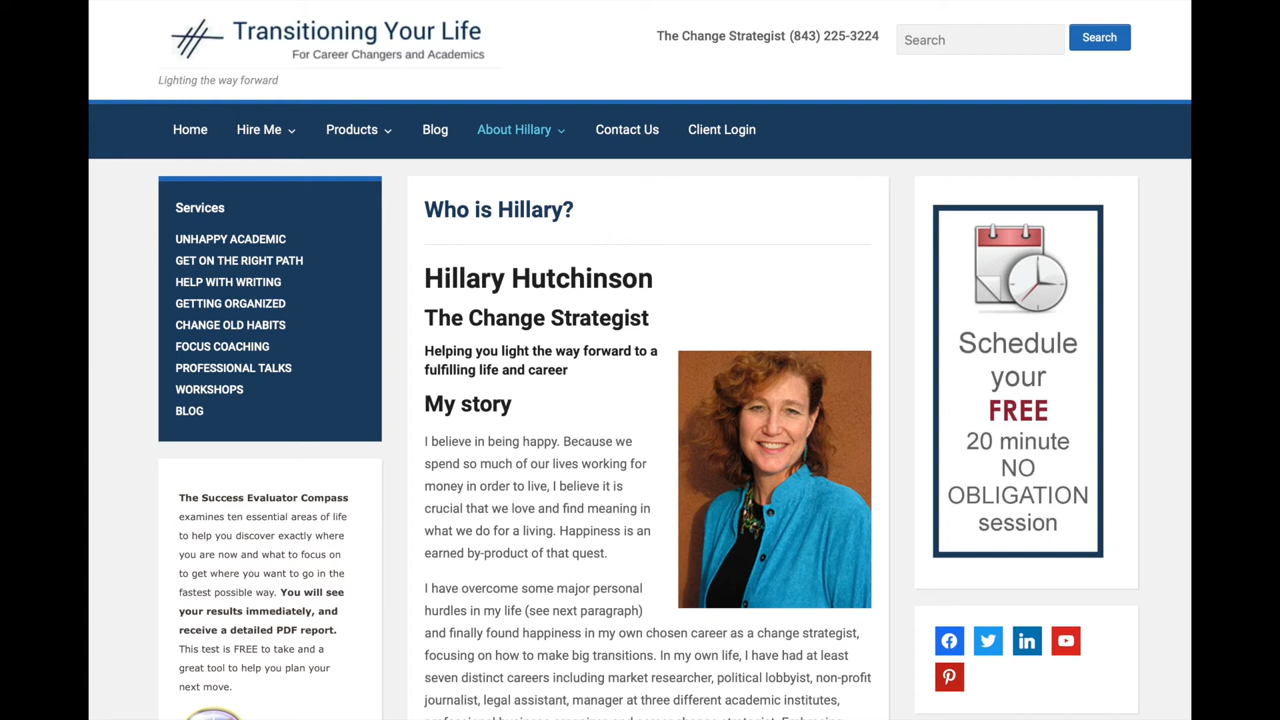 Transitioning Your Life
For Career Changers and Academics
Lighting the way forward
The Change Strategist (843) 225-3224
Search
Search
Home
Hire Me
Products
Blog
About Hillary
Contact Us
Client Login
Services
UNHAPPY ACADEMIC
GET ON THE RIGHT PATH
HELP WITH WRITING
GETTING ORGANIZED
CHANGE OLD HABITS
FOCUS COACHING
PROFESSIONAL TALKS
WORKSHOPS
BLOG
The Success Evaluator Compass
examines ten essential areas of life
to help you discover exactly where
you are now and what to focus on
to get where you want to go in the
fastest possible way. You will see
your results immediately, and
receive a detailed PDF report.
This test is FREE to take and a
great tool to help you plan your
next move.
Who is Hillary?
Hillary Hutchinson
The Change Strategist
Helping you light the way forward to a
fulfilling life and career
My story
I believe in being happy. Because we
spend so much of our lives working for
money in order to live, I believe it is
crucial that we love and find meaning in
what we do for a living. Happiness is an
earned by-product of that quest.
I have overcome some major personal
hurdles in my life (see next paragraph)
and finally found happiness in my own chosen career as a change strategist,
focusing on how to make big transitions. In my own life, I have had at least
seven distinct careers including market researcher, political lobbyist, non-profit
journalist, legal assistant, manager at three different academic institutes,
Schedule
your
FREE
20 minute
NO
OBLIGATION
session